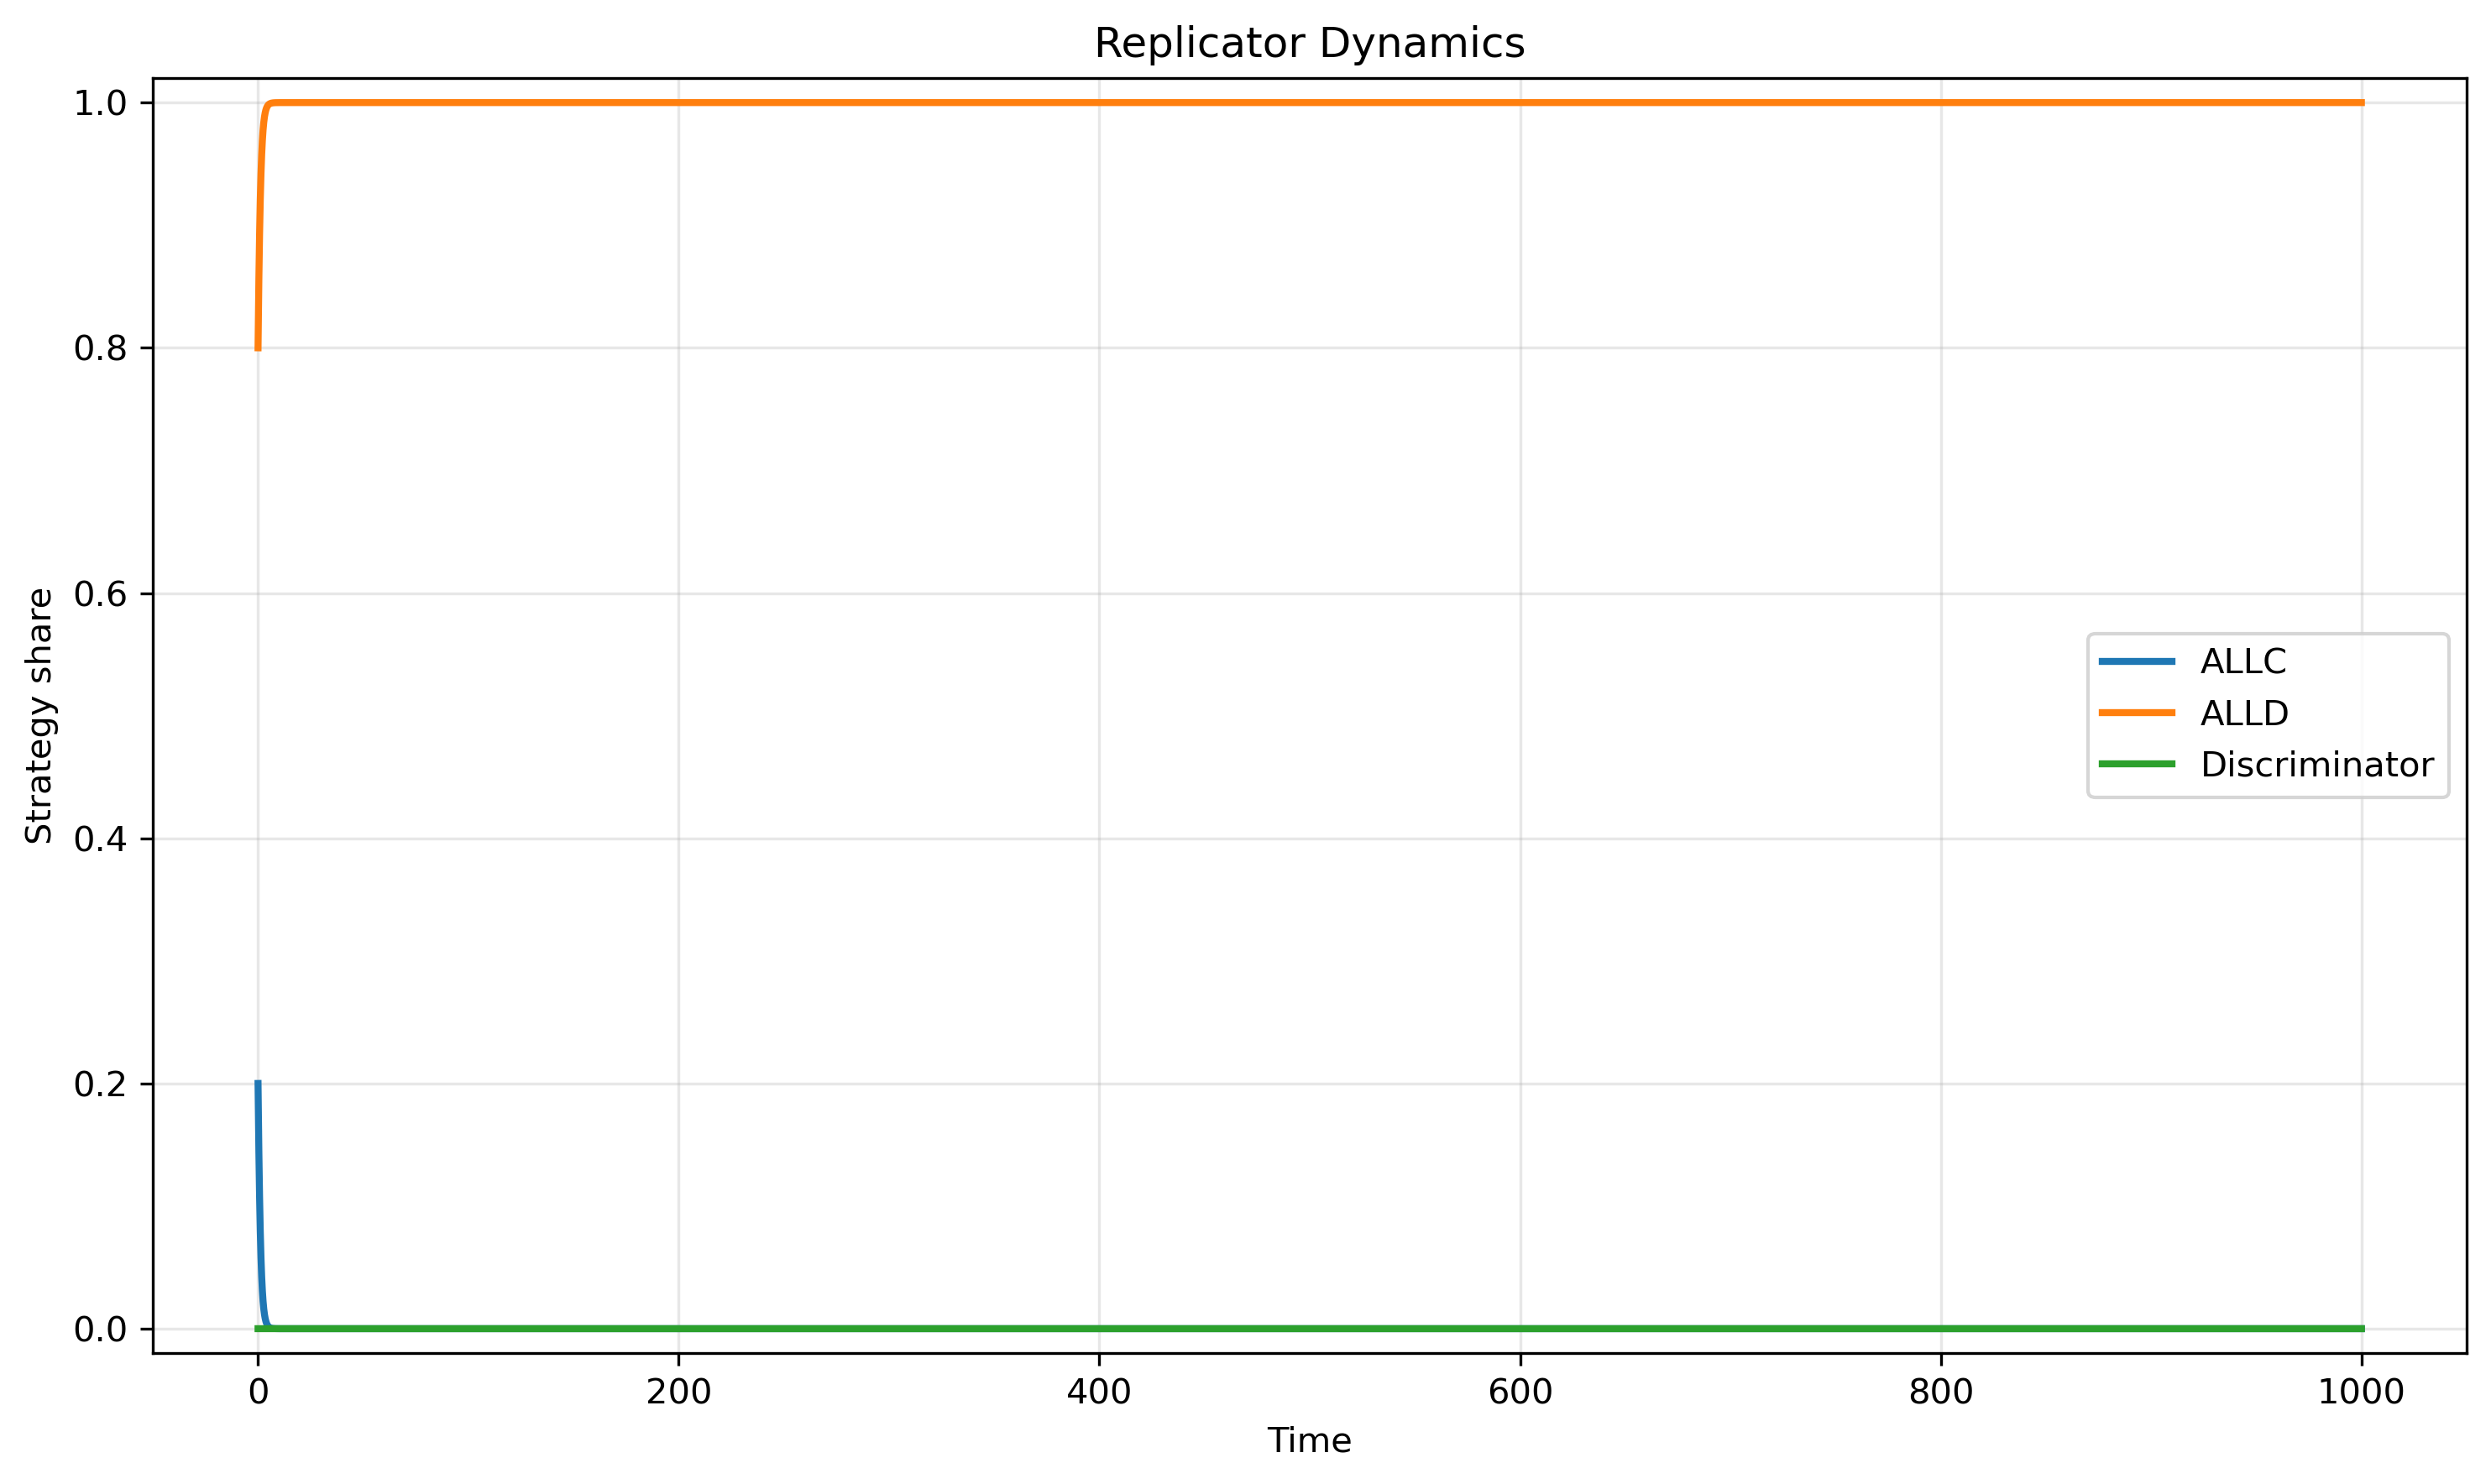 Replicator Dynamics
Strategy share
1.0
0.8
0.6
0.4
0.2
0.0
ALLC
ALLD
Discriminator
0 200 400 600 800 1000
Time